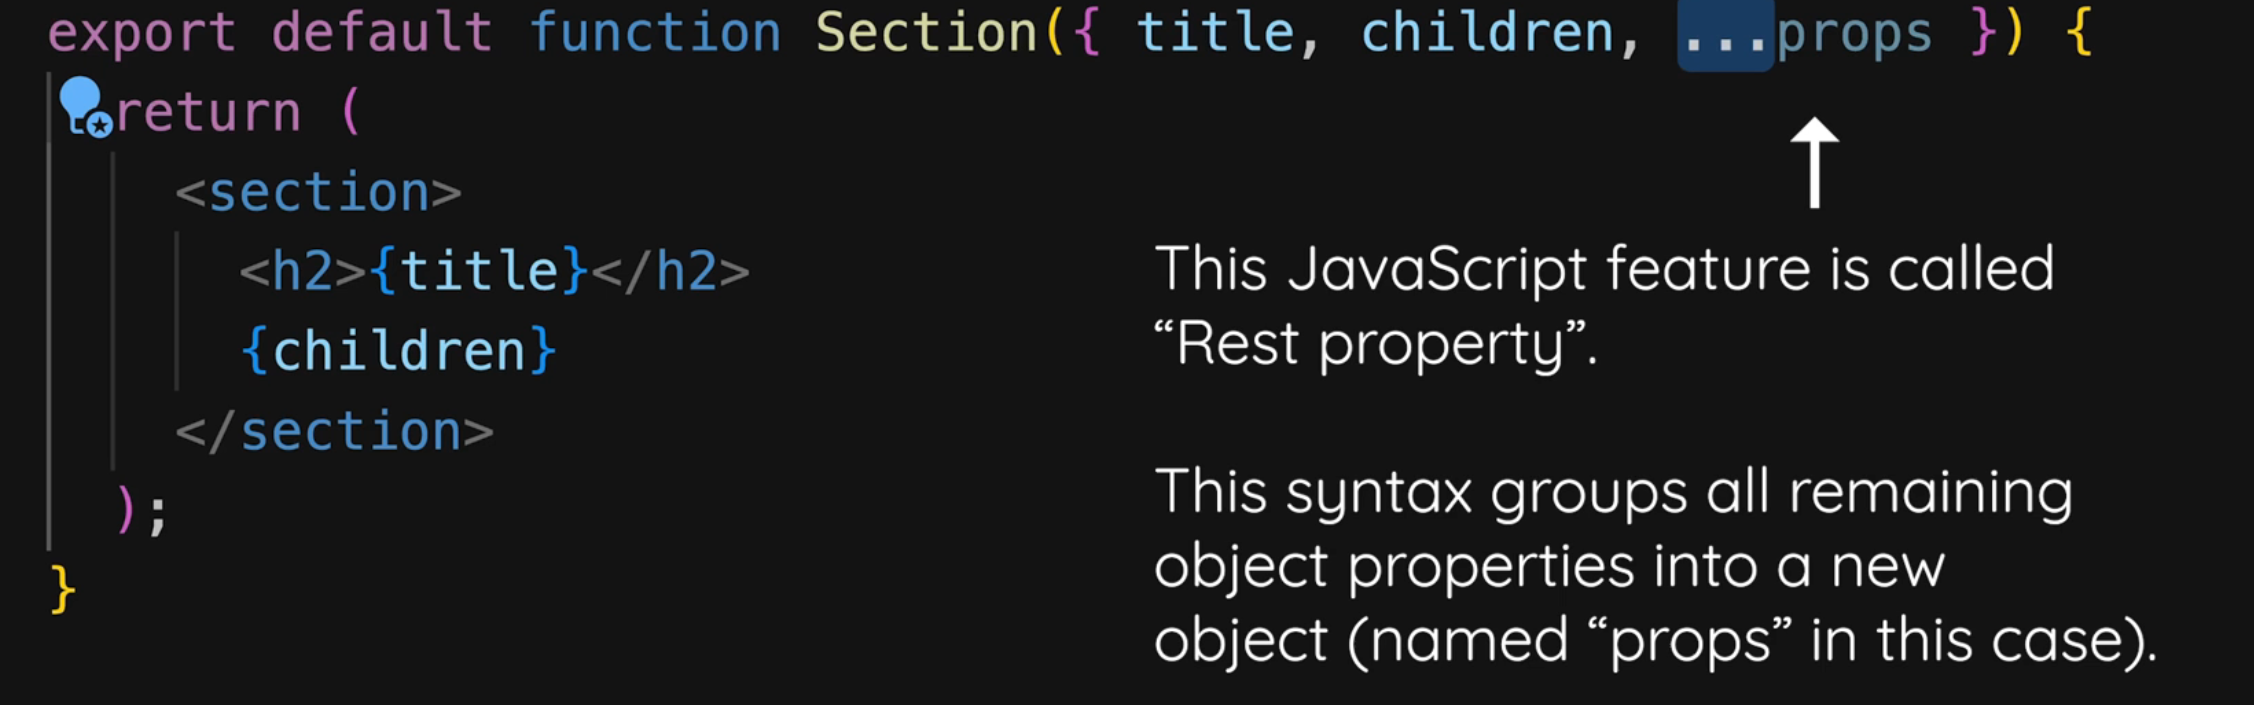 export default function Section({ title, children, ...props }) {
return (
<section>
<h2>{title}</h2>
{children}
</section>
);
}
This JavaScript feature is called
“Rest property”.
This syntax groups all remaining
object properties into a new
object (named “props” in this case).